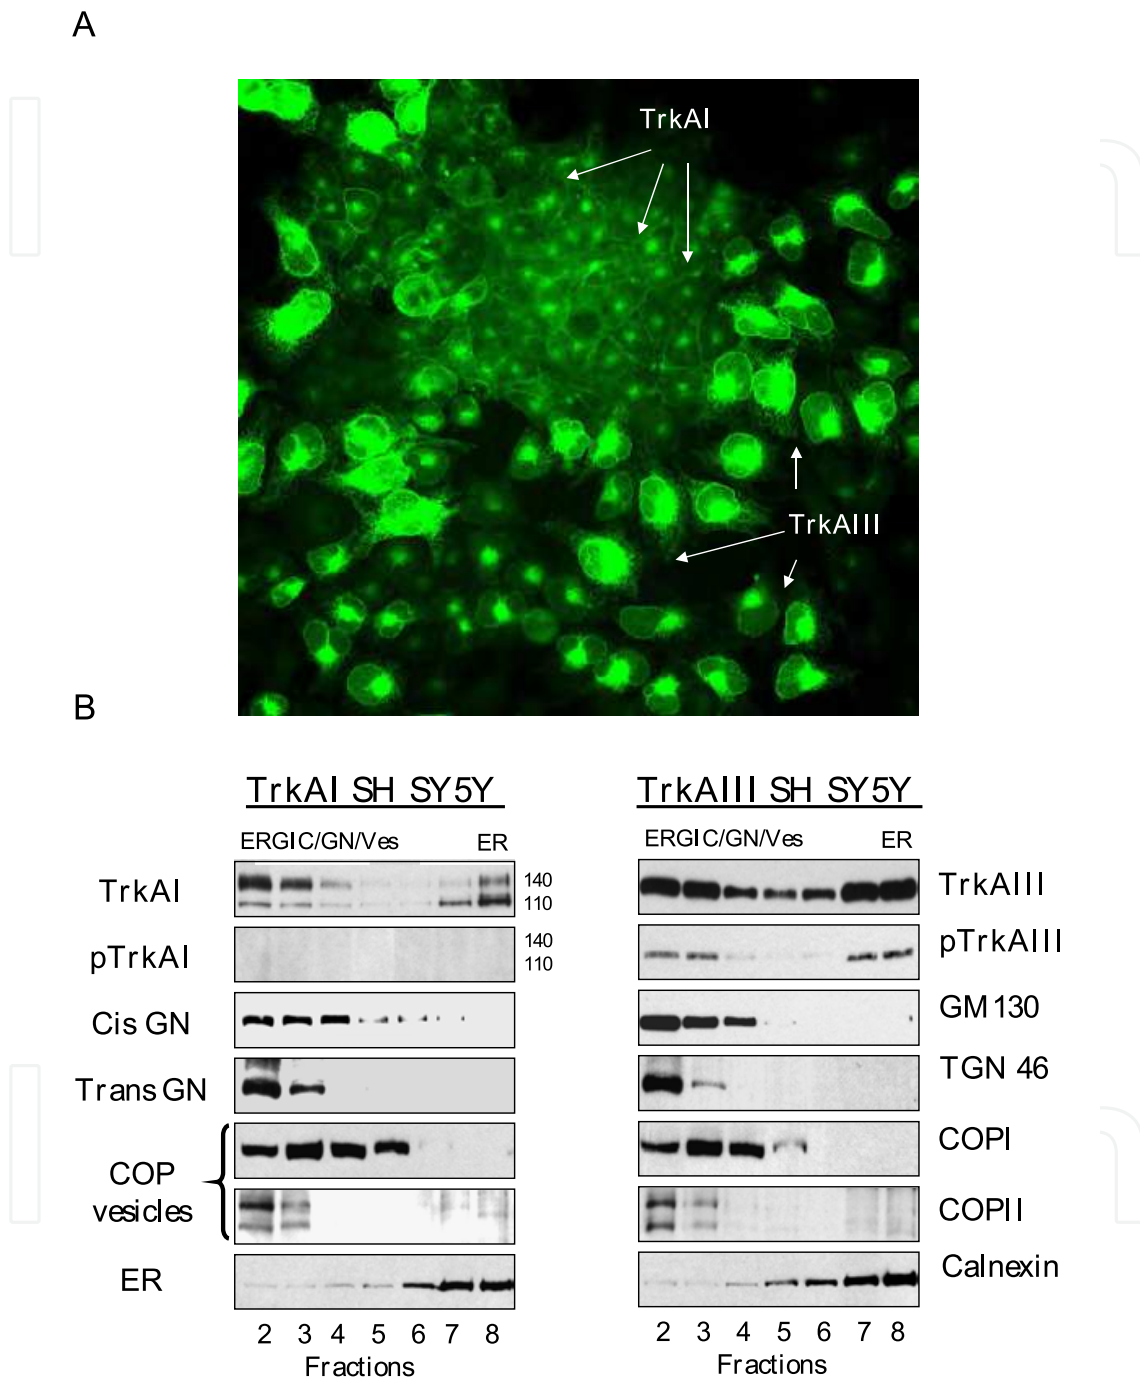 A
TrkAI
TrkAIII
B
TrkAI SH SY5Y
ERGIC/GN/Ves ER
TrkAI
140
110
pTrkAI
140
110
Cis GN
Trans GN
COP
vesicles
ER
2 3 4 5 6 7 8
Fractions
TrkAIII SH SY5Y
ERGIC/GN/Ves ER
TrkAIII
pTrkAIII
GM130
TGN 46
COPI
COPII
Calnexin
2 3 4 5 6 7 8
Fractions